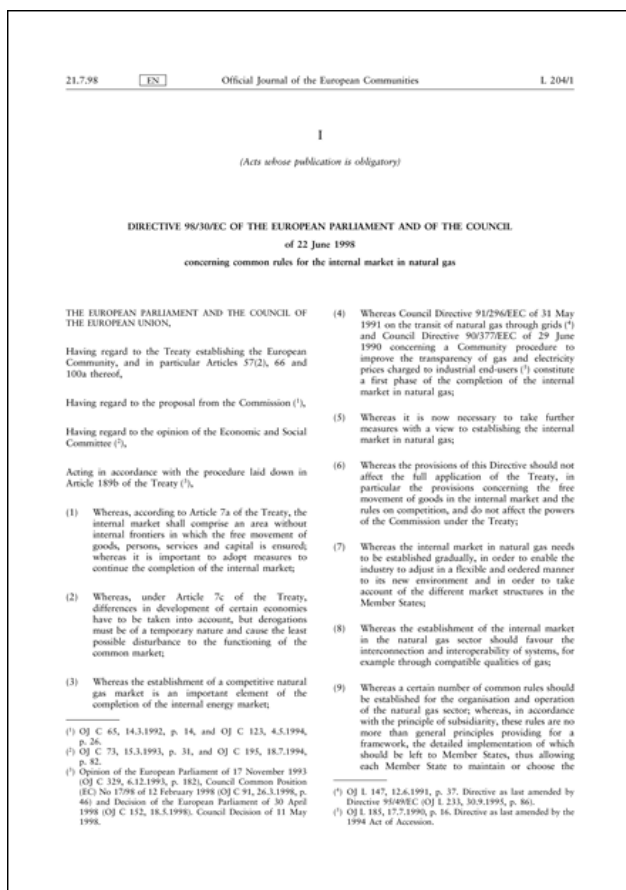 21.7.98 EN Official Journal of the European Communities L 204/1
I
(Acts whose publication is obligatory)
DIRECTIVE 98/30/EC OF THE EUROPEAN PARLIAMENT AND OF THE COUNCIL
of 22 June 1998
concerning common rules for the internal market in natural gas
THE EUROPEAN PARLIAMENT AND THE COUNCIL OF
THE EUROPEAN UNION,
Having regard to the Treaty establishing the European
Community, and in particular Articles 57(2), 66 and
100a thereof,
Having regard to the proposal from the Commission (¹),
Having regard to the opinion of the Economic and Social
Committee (²),
Acting in accordance with the procedure laid down in
Article 189b of the Treaty (³),
(1) Whereas, according to Article 7a of the Treaty, the
internal market shall comprise an area without
internal frontiers in which the free movement of
goods, persons, services and capital is ensured;
whereas it is important to adopt measures to
continue the completion of the internal market;
(2) Whereas, under Article 7c of the Treaty,
differences in development of certain economies
have to be taken into account, but derogations
must be of a temporary nature and cause the least
possible disturbance to the functioning of the
common market;
(3) Whereas the establishment of a competitive natural
gas market is an important element of the
completion of the internal energy market;
(¹) OJ C 65, 14.3.1992, p. 14, and OJ C 123, 4.5.1994,
p. 26.
(²) OJ C 73, 15.3.1993, p. 31, and OJ C 195, 18.7.1994,
p. 82.
(³) Opinion of the European Parliament of 17 November 1993
(OJ C 329, 6.12.1993, p. 182), Council Common Position
(EC) No 17/98 of 12 February 1998 (OJ C 91, 26.3.1998, p.
46) and Decision of the European Parliament of 30 April
1998 (OJ C 152, 18.5.1998). Council Decision of 11 May
1998.
(4) Whereas Council Directive 91/296/EEC of 31 May
1991 on the transit of natural gas through grids (⁴)
and Council Directive 90/377/EEC of 29 June
1990 concerning a Community procedure to
improve the transparency of gas and electricity
prices charged to industrial end-users (⁵) constitute
a first phase of the completion of the internal
market in natural gas;
(5) Whereas it is now necessary to take further
measures with a view to establishing the internal
market in natural gas;
(6) Whereas the provisions of this Directive should not
affect the full application of the Treaty, in
particular the provisions concerning the free
movement of goods in the internal market and the
rules on competition, and do not affect the powers
of the Commission under the Treaty;
(7) Whereas the internal market in natural gas needs
to be established gradually, in order to enable the
industry to adjust in a flexible and ordered manner
to its new environment and in order to take
account of the different market structures in the
Member States;
(8) Whereas the establishment of the internal market
in the natural gas sector should favour the
interconnection and interoperability of systems, for
example through compatible qualities of gas;
(9) Whereas a certain number of common rules should
be established for the organisation and operation
of the natural gas sector; whereas, in accordance
with the principle of subsidiarity, these rules are no
more than general principles providing for a
framework, the detailed implementation of which
should be left to Member States, thus allowing
each Member State to maintain or choose the
(⁴) OJ L 147, 12.6.1991, p. 37. Directive as last amended by
Directive 95/49/EC (OJ L 233, 30.9.1995, p. 86).
(⁵) OJ L 185, 17.7.1990, p. 16. Directive as last amended by the
1994 Act of Accession.